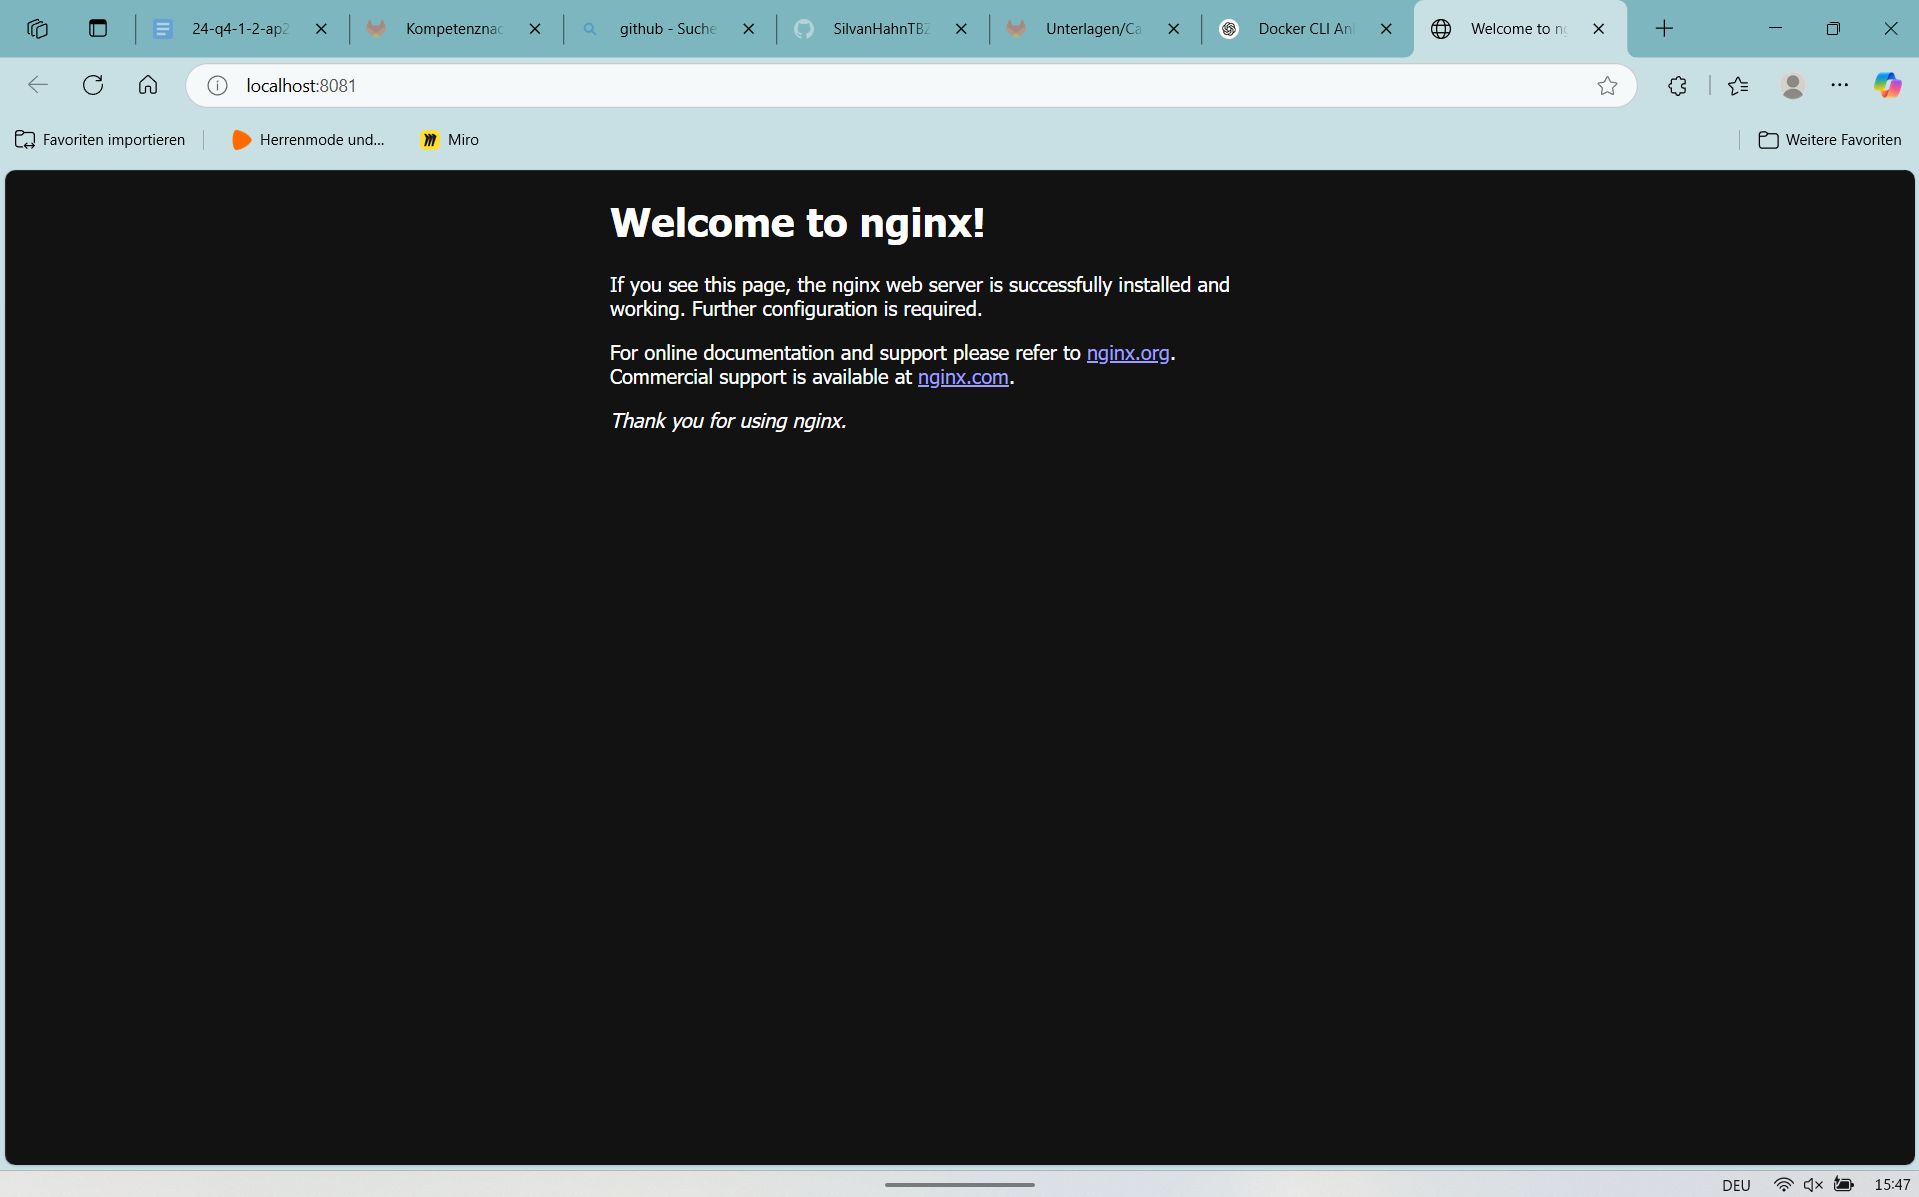 24-q4-1-2-ap2
Kompetenznac
github - Suche
SilvanHahnTBZ
Unterlagen/Ca
Docker CLI An
Welcome to ng
localhost:8081
Favoriten importieren
Herrenmode und...
Miro
Weitere Favoriten
Welcome to nginx!
If you see this page, the nginx web server is successfully installed and
working. Further configuration is required.
For online documentation and support please refer to nginx.org.
Commercial support is available at nginx.com.
Thank you for using nginx.
DEU
15:47